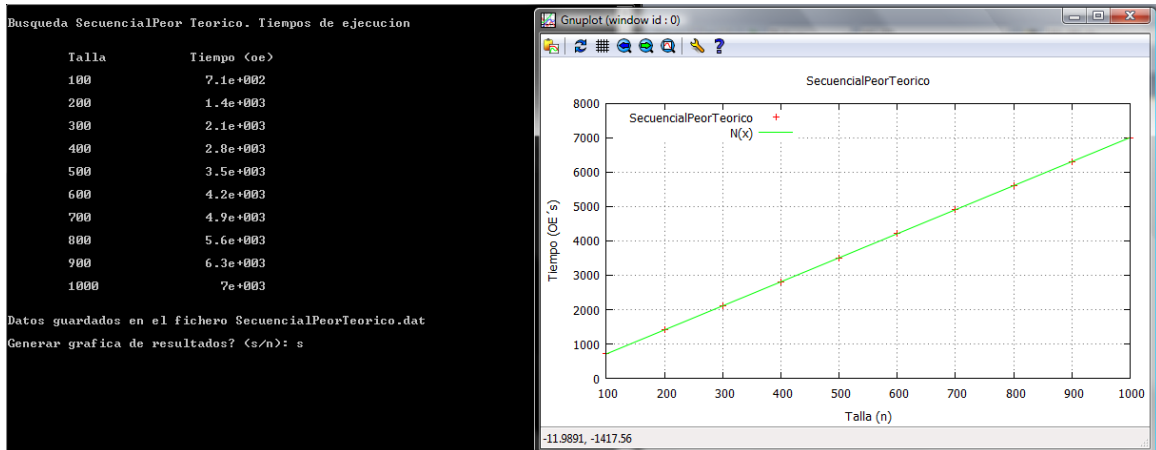 Busqueda SecuencialPeor Teorico. Tiempos de ejecucion
Talla Tiempo (oe)
100 7.1e+002
200 1.4e+003
300 2.1e+003
400 2.8e+003
500 3.5e+003
600 4.2e+003
700 4.9e+003
800 5.6e+003
900 6.3e+003
1000 7e+003
Datos guardados en el fichero SecuencialPeorTeorico.dat
Generar grafica de resultados? (s/n): s
Gnuplot (window id : 0)
SecuencialPeorTeorico
SecuencialPeorTeorico
N(x)
8000
7000
6000
5000
4000
3000
2000
1000
0
Tiempo (OE´s)
100 200 300 400 500 600 700 800 900 1000
Talla (n)
-11.9891, -1417.56